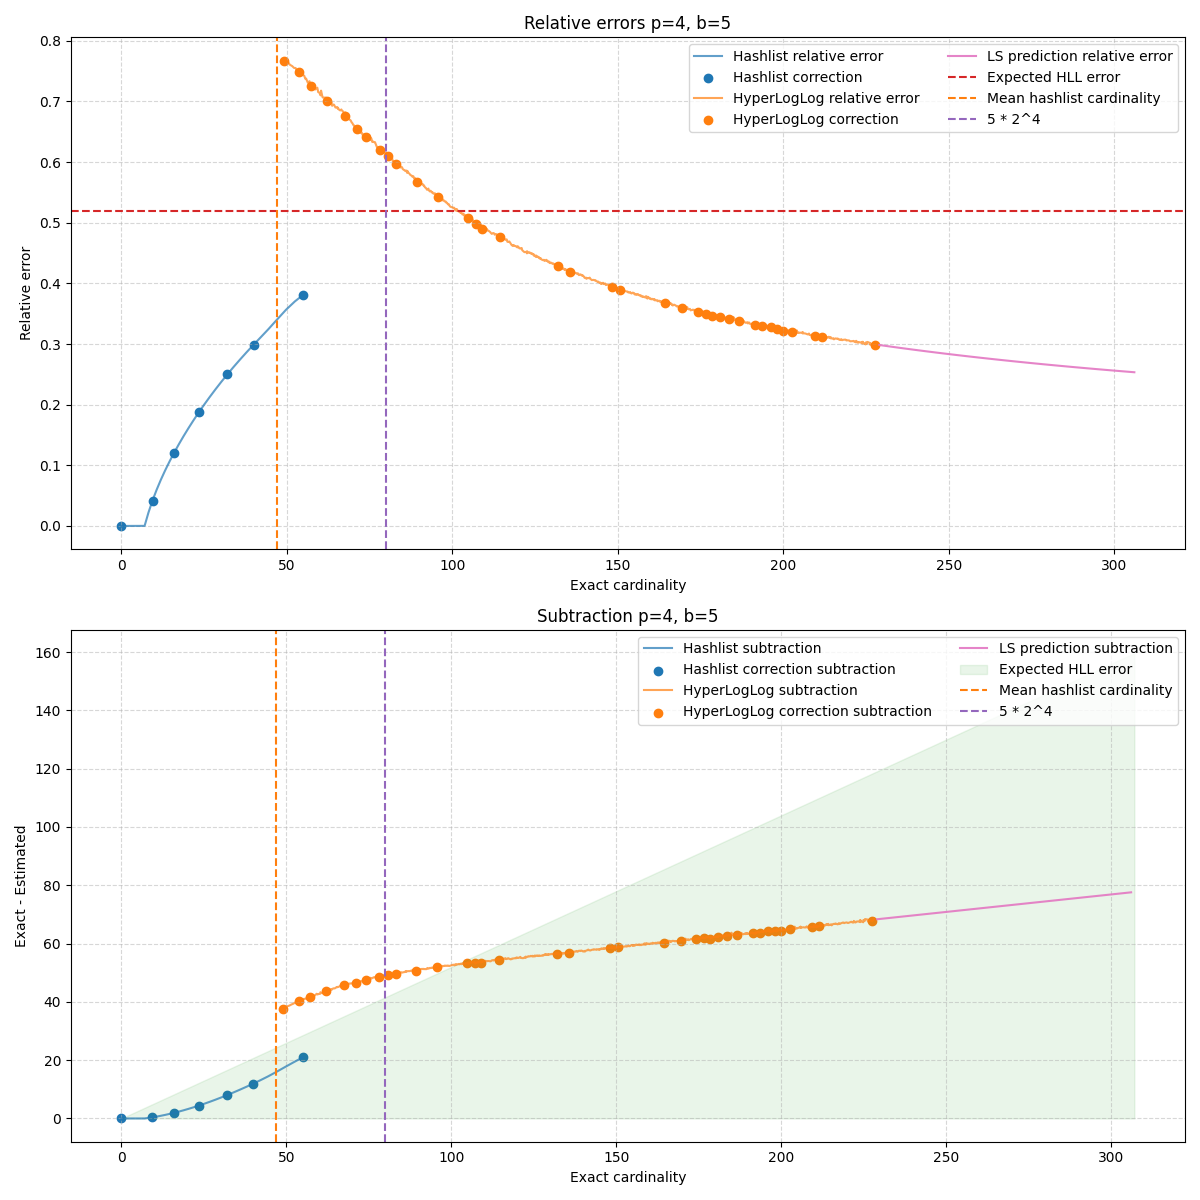 Relative errors p=4, b=5
Hashlist relative error
Hashlist correction
HyperLogLog relative error
HyperLogLog correction
LS prediction relative error
Expected HLL error
Mean hashlist cardinality
5 * 2^4
Relative error
0.8
0.7
0.6
0.5
0.4
0.3
0.2
0.1
0.0
0 50 100 150 200 250 300
Exact cardinality
Subtraction p=4, b=5
Hashlist subtraction
Hashlist correction subtraction
HyperLogLog subtraction
HyperLogLog correction subtraction
LS prediction subtraction
Expected HLL error
Mean hashlist cardinality
5 * 2^4
Exact - Estimated
160
140
120
100
80
60
40
20
0
0 50 100 150 200 250 300
Exact cardinality